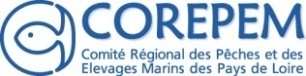 COREPEM
Comité Régional des Pêches et des
Elevages Marins des Pays de Loire